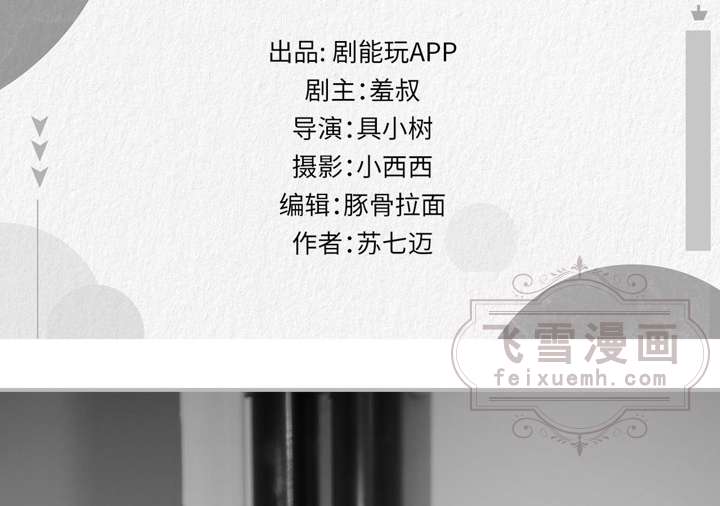 出品: 剧能玩APP
剧主：羞叔
导演：具小树
摄影：小西西
编辑：豚骨拉面
作者：苏七迈
飞雪漫画
feixuemh.com